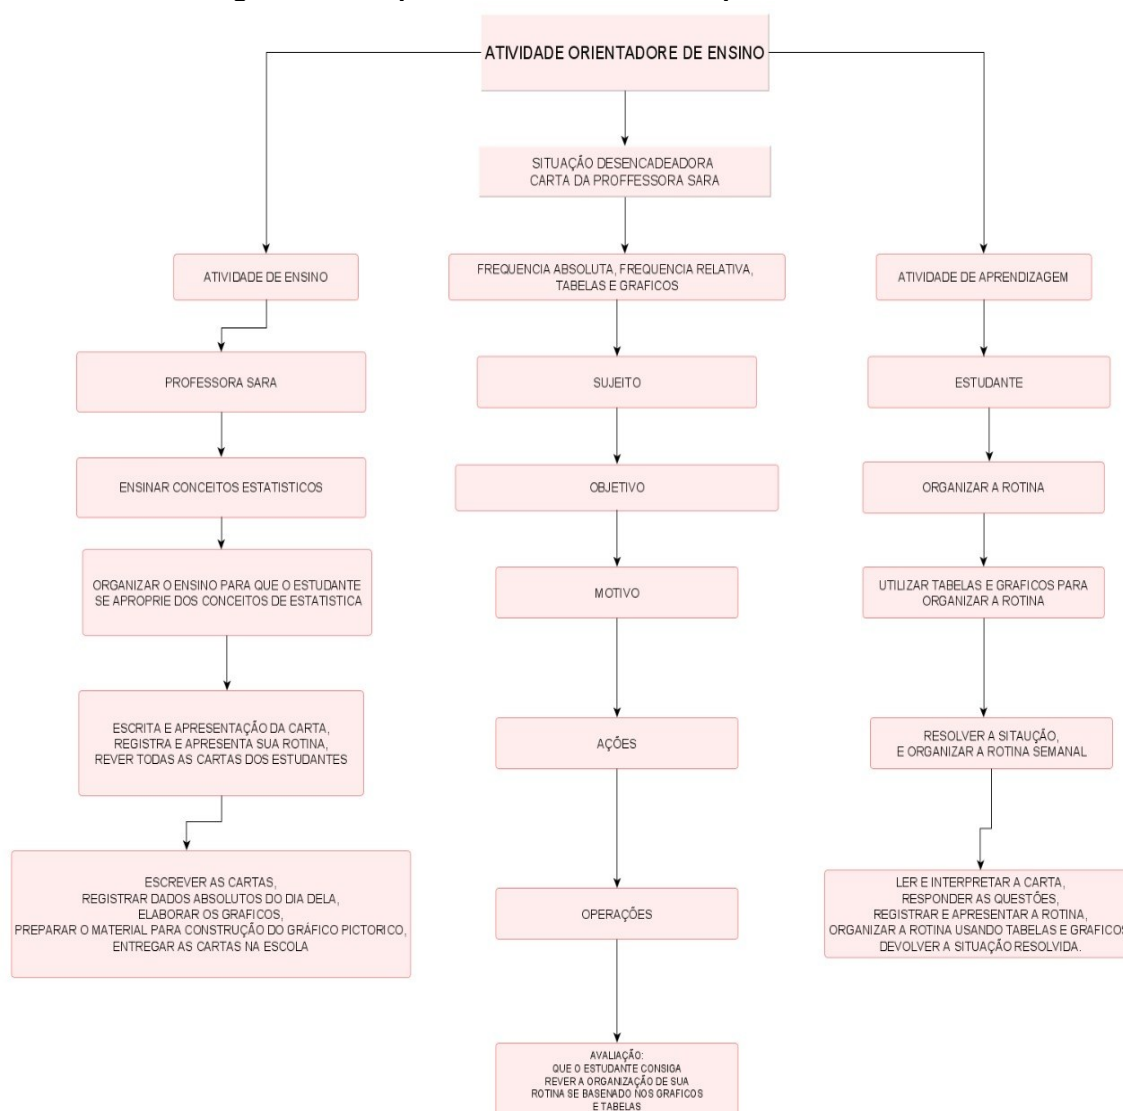 ATIVIDADE ORIENTADORE DE ENSINO
SITUAÇÃO DESENCADEADORA
CARTA DA PROFFESSORA SARA
ATIVIDADE DE ENSINO
FREQUENCIA ABSOLUTA, FREQUENCIA RELATIVA,
TABELAS E GRAFICOS
ATIVIDADE DE APRENDIZAGEM
PROFESSORA SARA
SUJEITO
ESTUDANTE
ENSINAR CONCEITOS ESTATISTICOS
OBJETIVO
ORGANIZAR A ROTINA
ORGANIZAR O ENSINO PARA QUE O ESTUDANTE
SE APROPRIE DOS CONCEITOS DE ESTATISTICA
MOTIVO
UTILIZAR TABELAS E GRAFICOS PARA
ORGANIZAR A ROTINA
ESCRITA E APRESENTAÇÃO DA CARTA,
REGISTRA E APRESENTA SUA ROTINA,
REVER TODAS AS CARTAS DOS ESTUDANTES
AÇÕES
RESOLVER A SITAUÇÃO,
E ORGANIZAR A ROTINA SEMANAL
ESCREVER AS CARTAS,
REGISTRAR DADOS ABSOLUTOS DO DIA DELA,
ELABORAR OS GRAFICOS,
PREPARAR O MATERIAL PARA CONSTRUÇÃO DO GRÁFICO PICTORICO,
ENTREGAR AS CARTAS NA ESCOLA
OPERAÇÕES
LER E INTERPRETAR A CARTA,
RESPONDER AS QUESTÕES,
REGISTRAR E APRESENTAR A ROTINA,
ORGANIZAR A ROTINA USANDO TABELAS E GRAFICOS
DEVOLVER A SITUAÇÃO RESOLVIDA.
AVALIAÇÃO:
QUE O ESTUDANTE CONSIGA
REVER A ORGANIZAÇÃO DE SUA
ROTINA SE BASENADO NOS GRAFICOS
E TABELAS